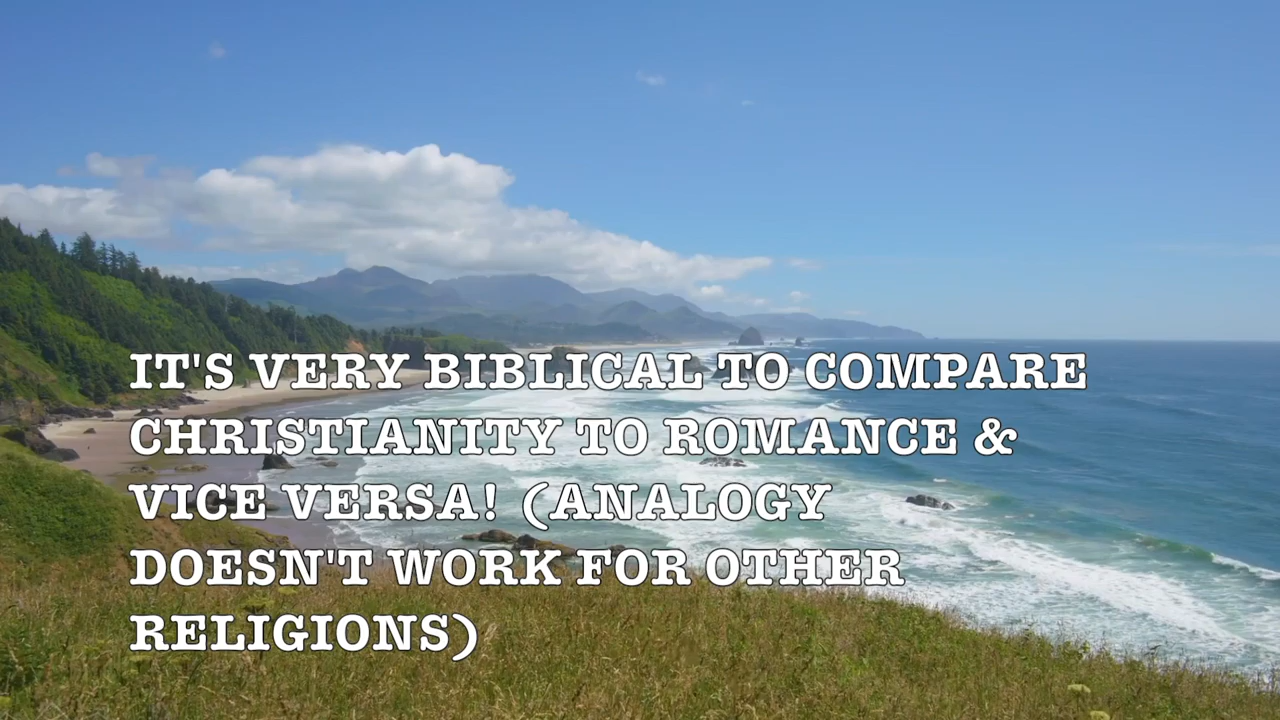 IT'S VERY BIBLICAL TO COMPARE
CHRISTIANITY TO ROMANCE &
VICE VERSA! (ANALOGY
DOESN'T WORK FOR OTHER
RELIGIONS)